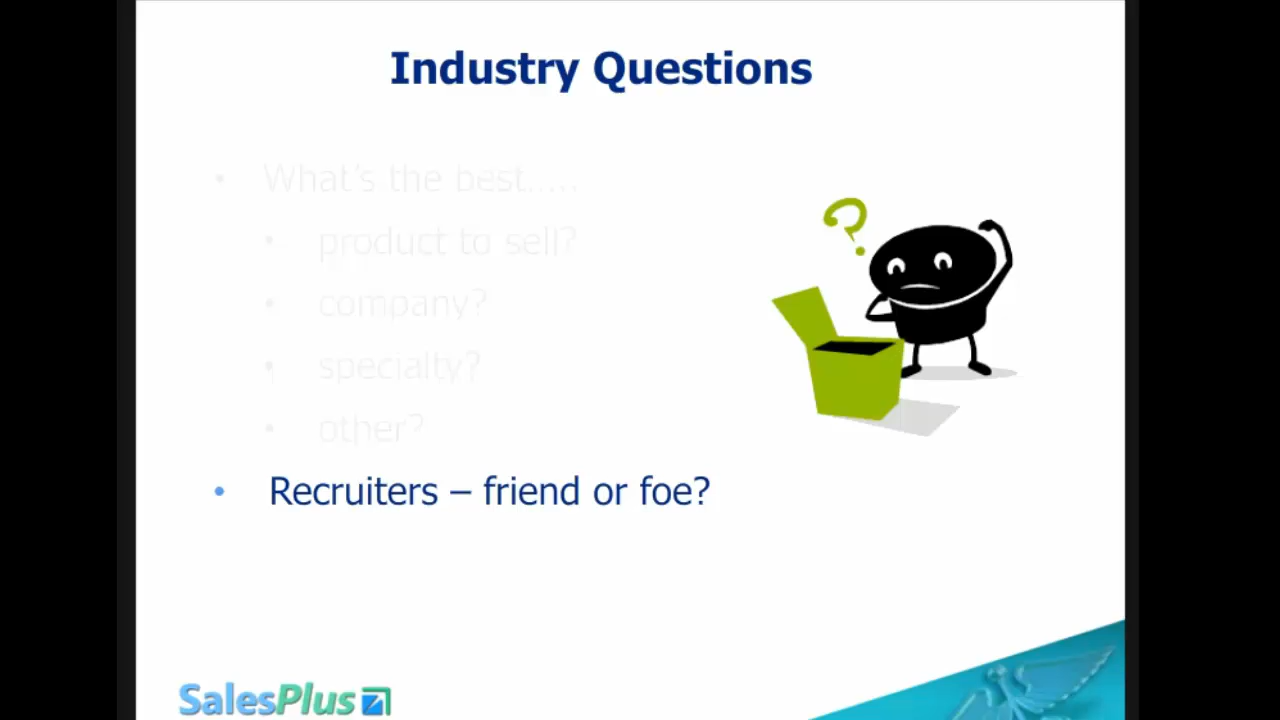 Industry Questions
• What's the best.....
• product to sell?
• company?
• specialty?
• other?
• Recruiters – friend or foe?
?
SalesPlus